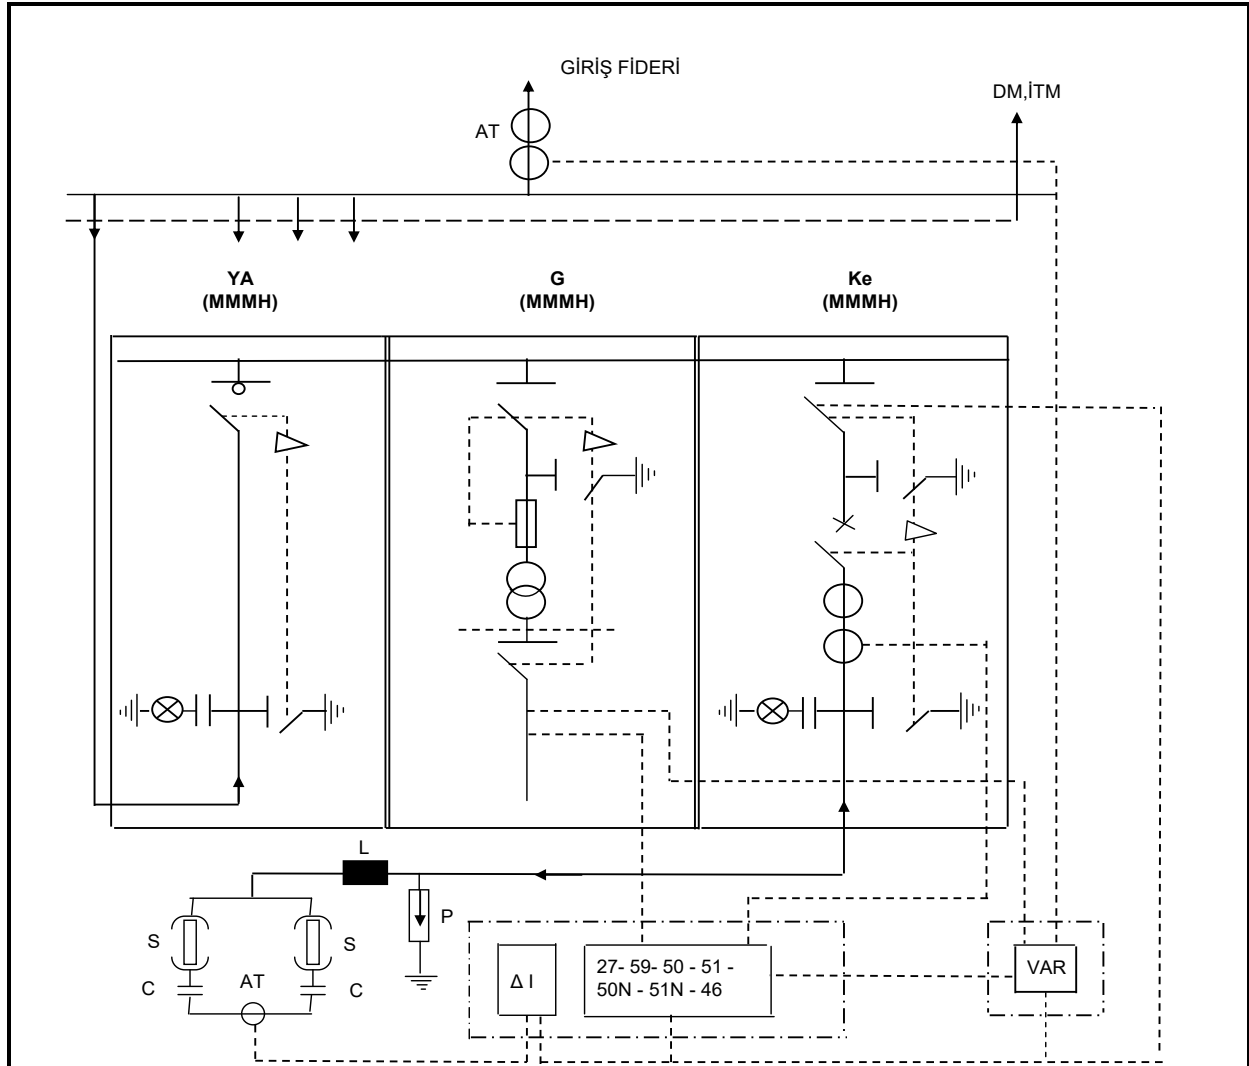 GİRİŞ FİDERİ
DM,İTM
AT
YA
(MMMH)
G
(MMMH)
Ke
(MMMH)
L
P
S
S
C
AT
C
Δ I
27- 59- 50 - 51 -
50N - 51N - 46
VAR